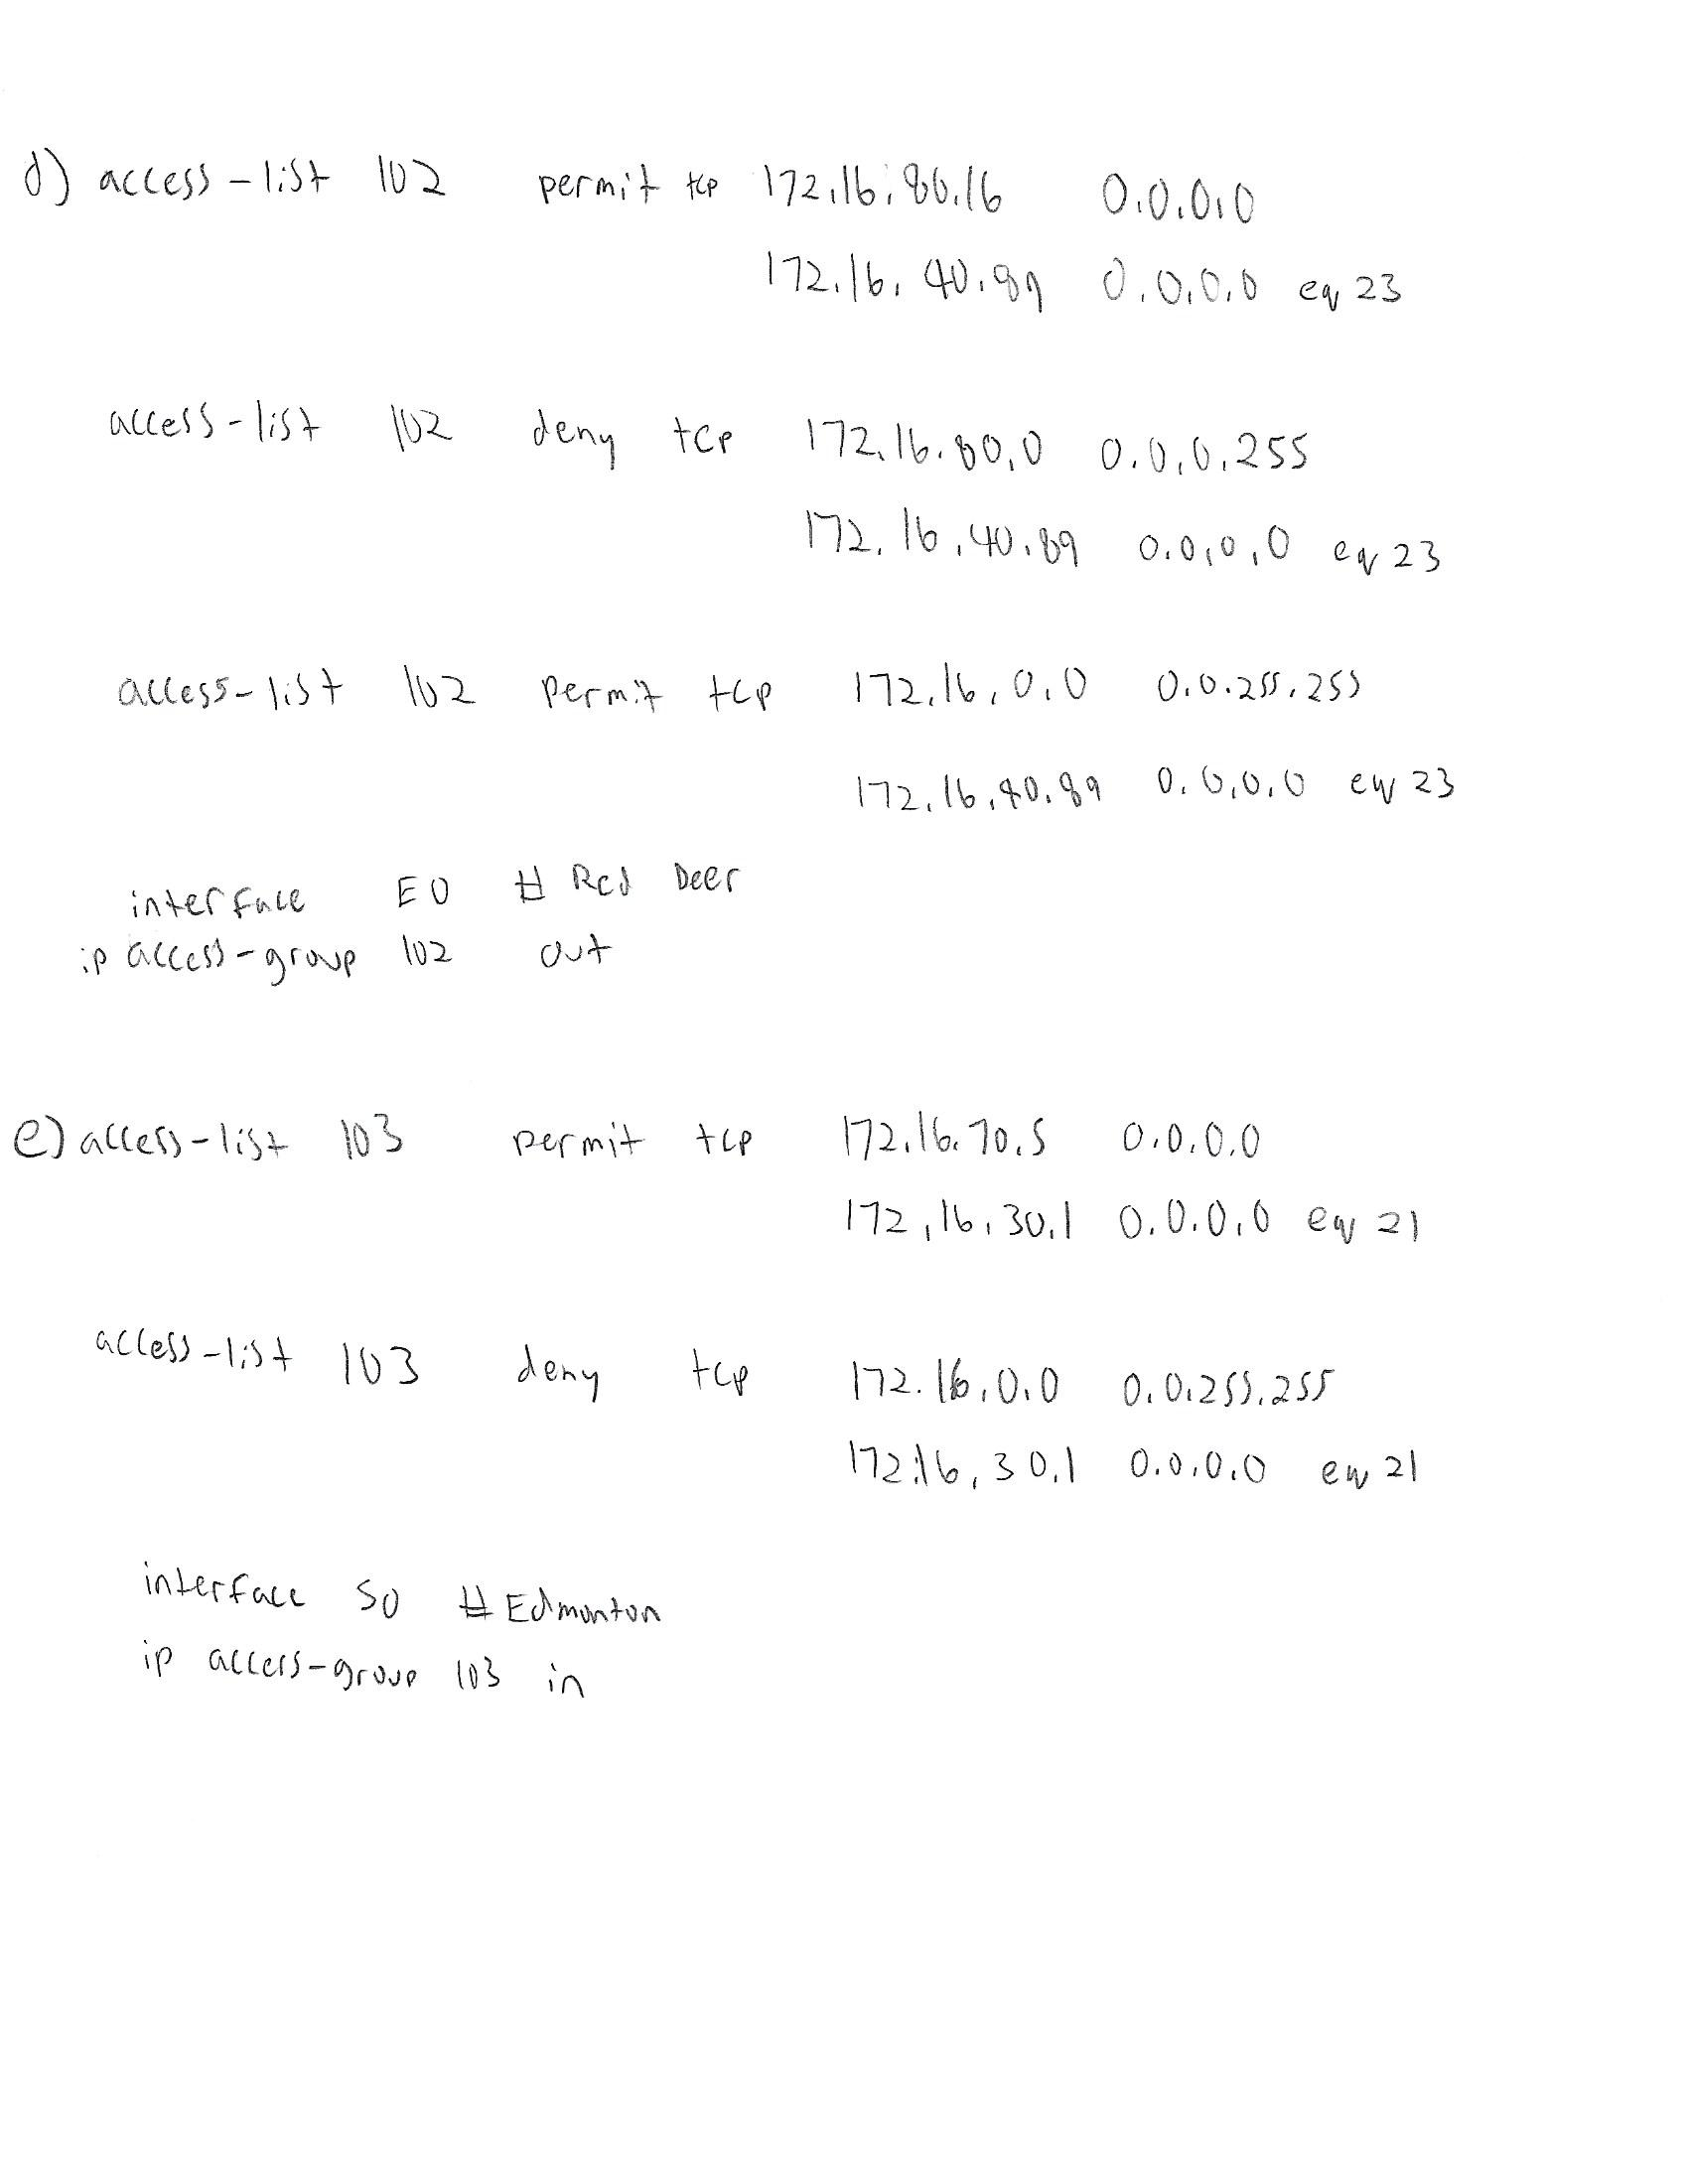 d) access-list 102 permit tcp 172.16.80.16 0.0.0.0
172.16.40.89 0.0.0.0 eq 23
access-list 102 deny tcp 172.16.80.0 0.0.0.255
172.16.40.89 0.0.0.0 eq 23
access-list 102 permit tcp 172.16.0.0 0.0.255.255
172.16.40.89 0.0.0.0 eq 23
interface E0 # Red Deer
ip access-group 102 out
e) access-list 103 permit tcp 172.16.70.5 0.0.0.0
172.16.30.1 0.0.0.0 eq 21
access-list 103 deny tcp 172.16.0.0 0.0.255.255
172.16.30.1 0.0.0.0 eq 21
interface S0 # Edmonton
ip access-group 103 in